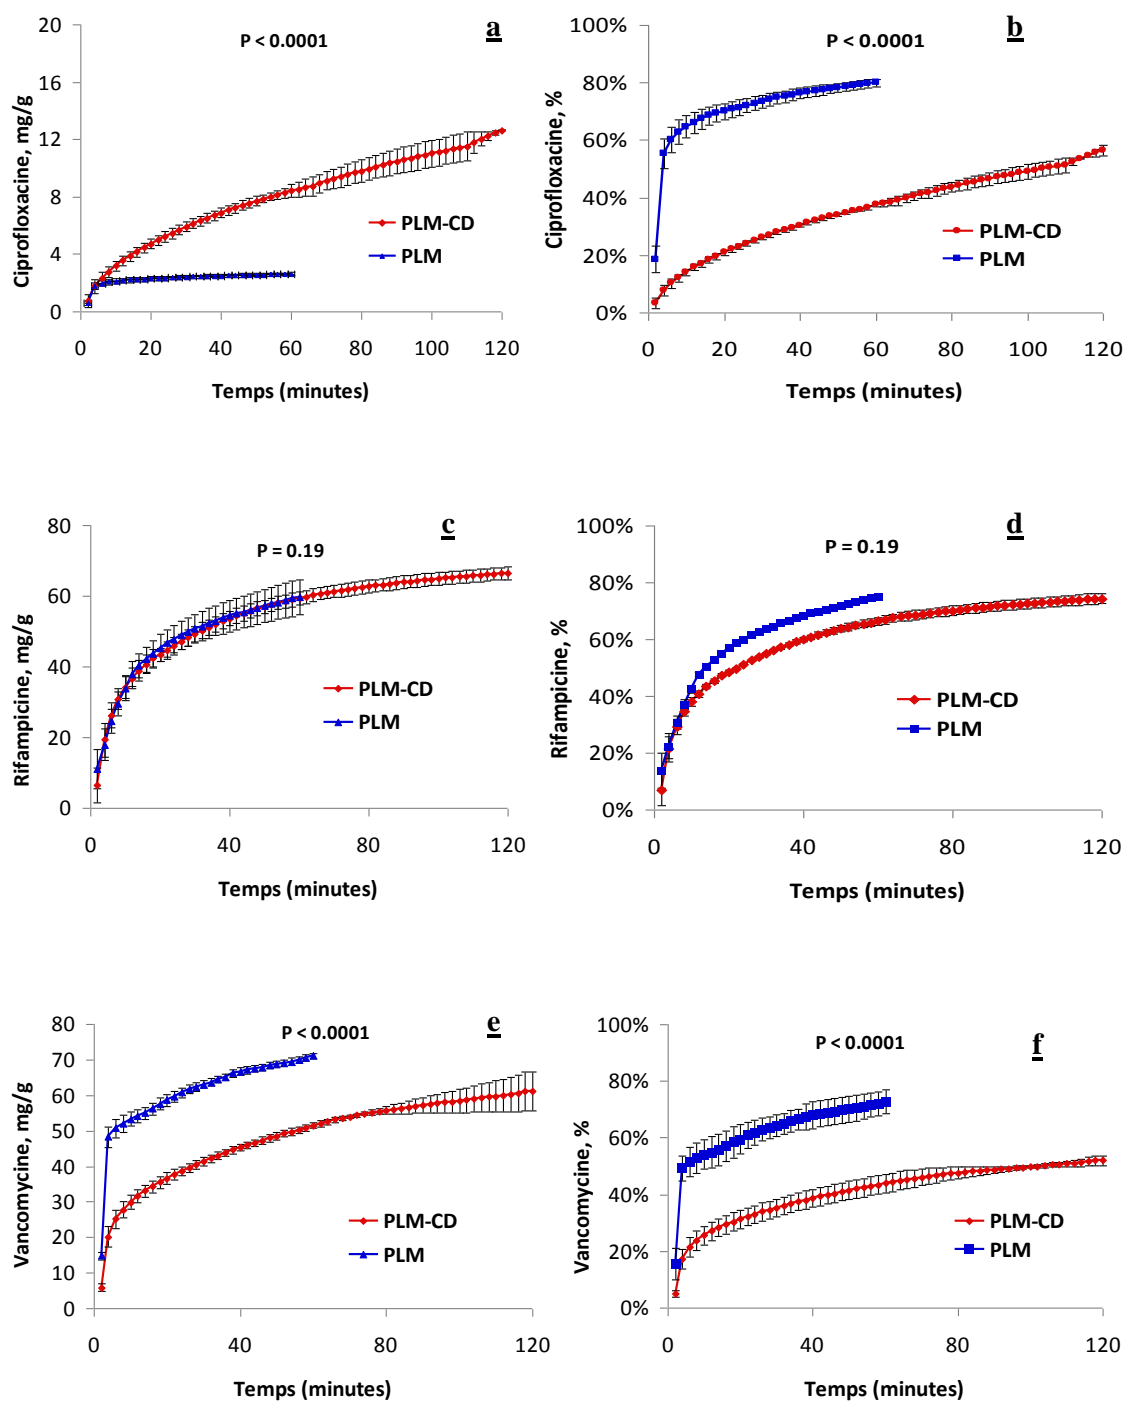 a
P < 0.0001
Ciprofloxacine, mg/g
20
16
12
8
4
0
PLM-CD
PLM
0 20 40 60 80 100 120
Temps (minutes)
b
P < 0.0001
Ciprofloxacine, %
100%
80%
60%
40%
20%
0%
PLM-CD
PLM
0 20 40 60 80 100 120
Temps (minutes)
c
P = 0.19
Rifampicine, mg/g
80
60
40
20
0
PLM-CD
PLM
0 40 80 120
Temps (minutes)
d
P = 0.19
Rifampicine, %
100%
80%
60%
40%
20%
0%
PLM-CD
PLM
0 40 80 120
Temps (minutes)
e
P < 0.0001
Vancomycine, mg/g
80
70
60
50
40
30
20
10
0
PLM-CD
PLM
0 40 80 120
Temps (minutes)
f
P < 0.0001
Vancomycine, %
100%
80%
60%
40%
20%
0%
PLM-CD
PLM
0 40 80 120
Temps (minutes)